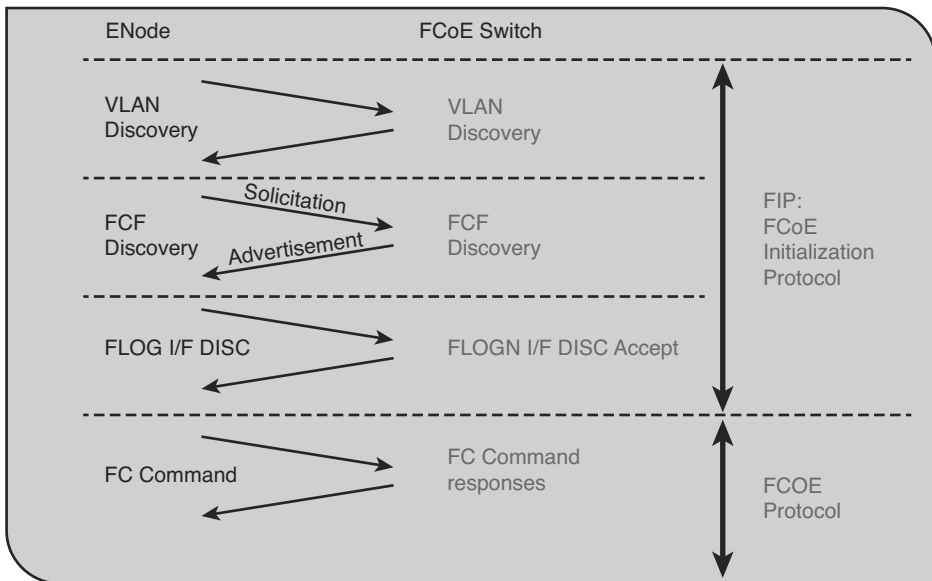 ENode
FCoE Switch
VLAN
Discovery
VLAN
Discovery
Solicitation
FCF
Discovery
Advertisement
FCF
Discovery
FIP:
FCoE
Initialization
Protocol
FLOG I/F DISC
FLOGN I/F DISC Accept
FC Command
FC Command
responses
FCOE
Protocol